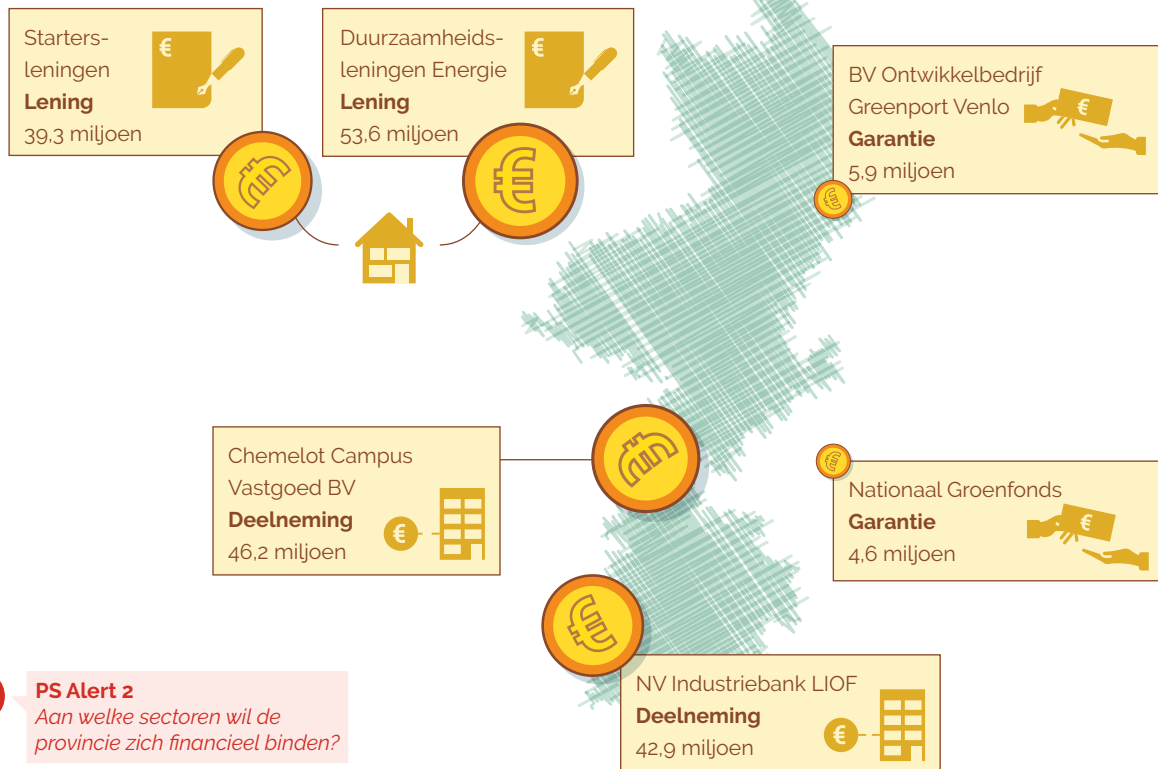 Starters-
leningen
Lening
39,3 miljoen
Duurzaamheids-
leningen Energie
Lening
53,6 miljoen
BV Ontwikkelbedrijf
Greenport Venlo
Garantie
5,9 miljoen
Chemelot Campus
Vastgoed BV
Deelneming
46,2 miljoen
Nationaal Groenfonds
Garantie
4,6 miljoen
NV Industriebank LIOF
Deelneming
42,9 miljoen
PS Alert 2
Aan welke sectoren wil de
provincie zich financieel binden?